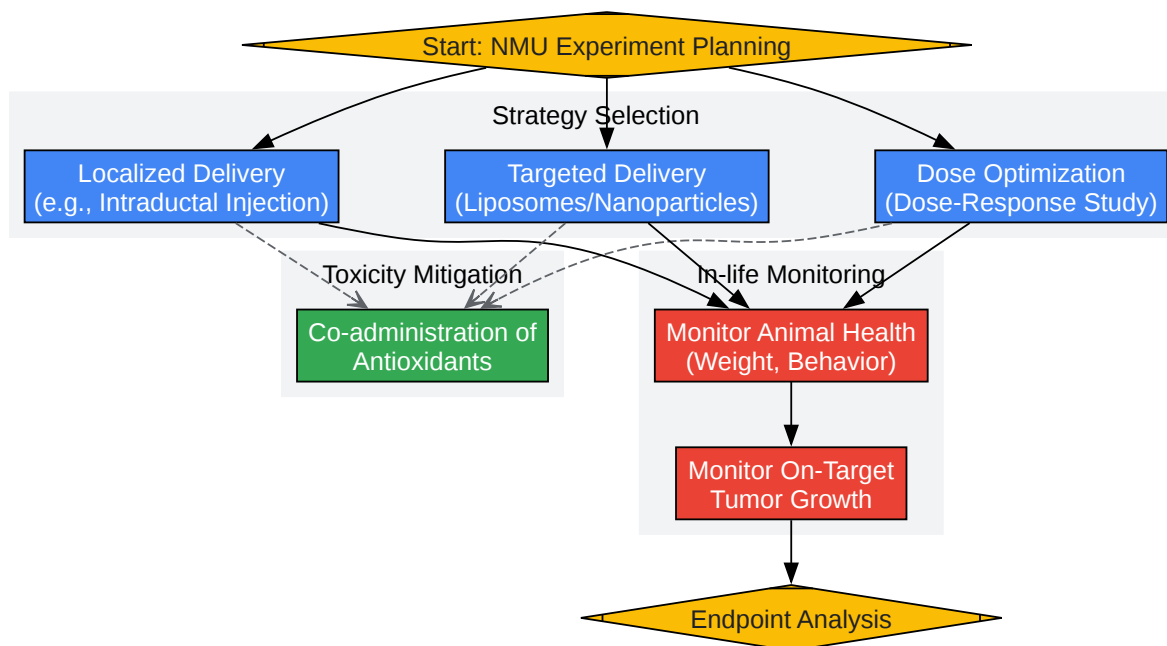 Start: NMU Experiment Planning
Strategy Selection
Localized Delivery
(e.g., Intraductal Injection)
Targeted Delivery
(Liposomes/Nanoparticles)
Dose Optimization
(Dose-Response Study)
Toxicity Mitigation
In-life Monitoring
Co-administration of
Antioxidants
Monitor Animal Health
(Weight, Behavior)
Monitor On-Target
Tumor Growth
Endpoint Analysis